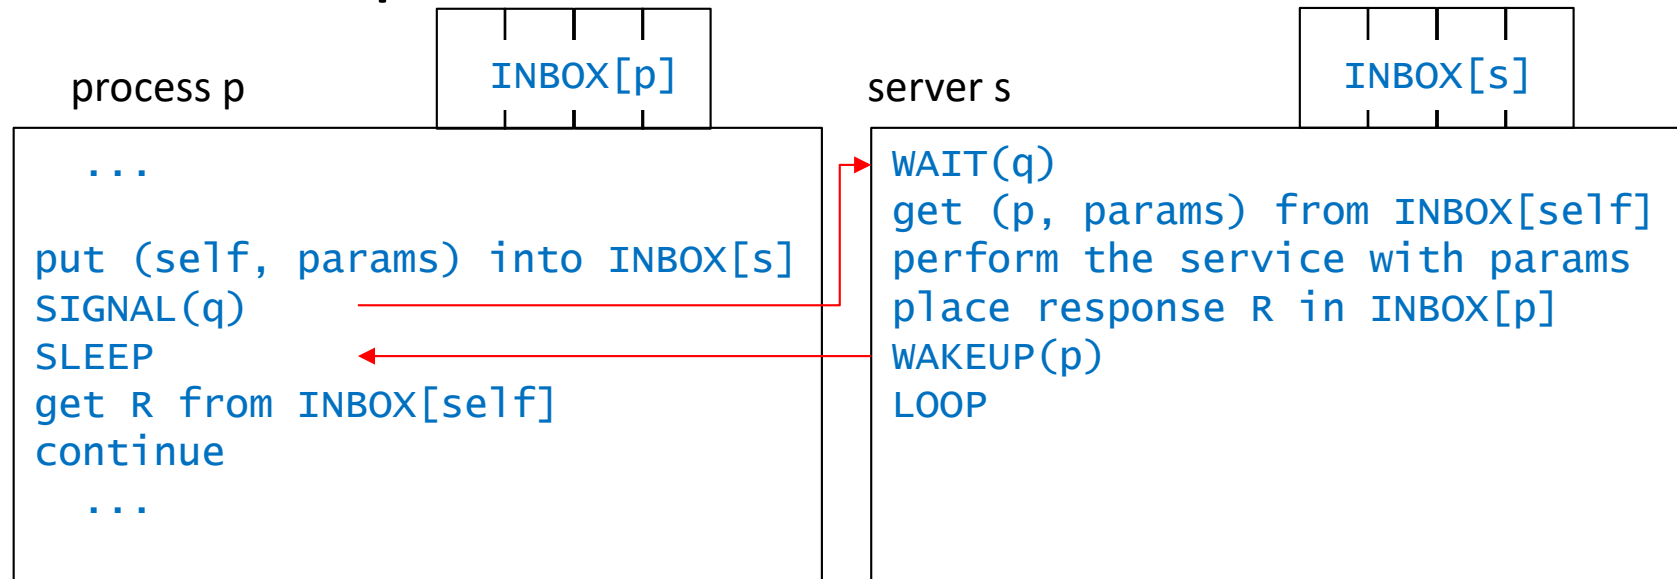 process p
INBOX[p]
...
put (self, params) into INBOX[s]
SIGNAL(q)
SLEEP
get R from INBOX[self]
continue
...
server s
INBOX[s]
WAIT(q)
get (p, params) from INBOX[self]
perform the service with params
place response R in INBOX[p]
WAKEUP(p)
LOOP